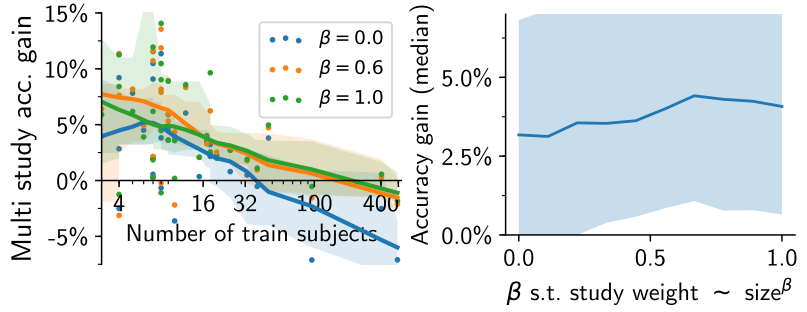 Multi study acc. gain
15%
10%
5%
0%
-5%
β = 0.0
β = 0.6
β = 1.0
4 16 32 100 400
Number of train subjects
Accuracy gain (median)
5.0%
2.5%
0.0%
0.0 0.5 1.0
β s.t. study weight ~ size^β